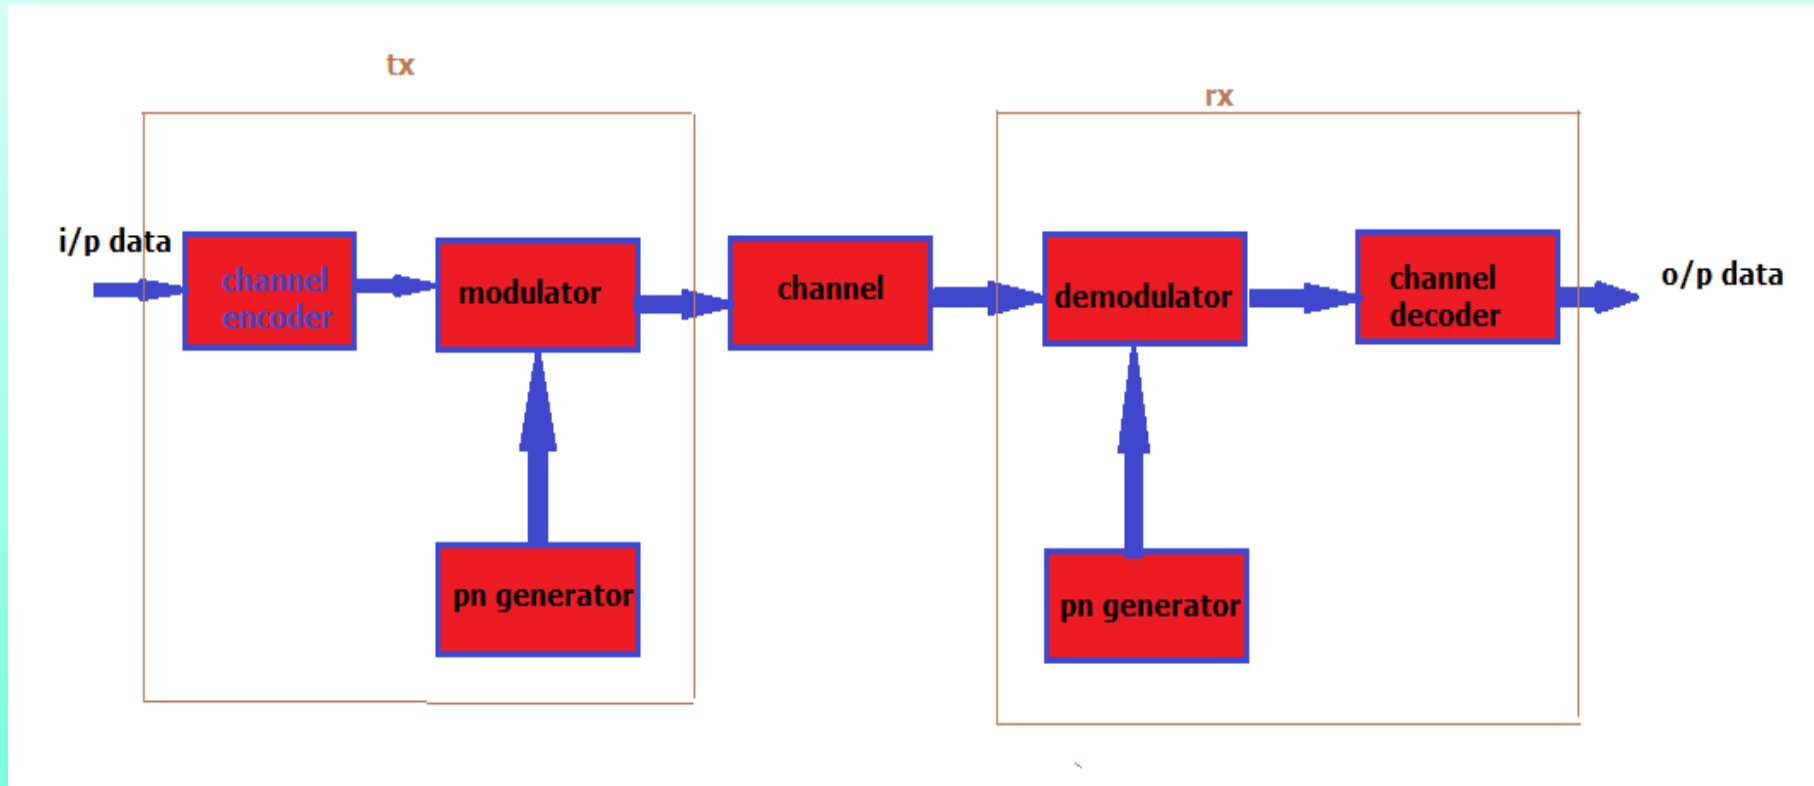 tx
rx
i/p data
channel
encoder
modulator
channel
demodulator
channel
decoder
o/p data
pn generator
pn generator